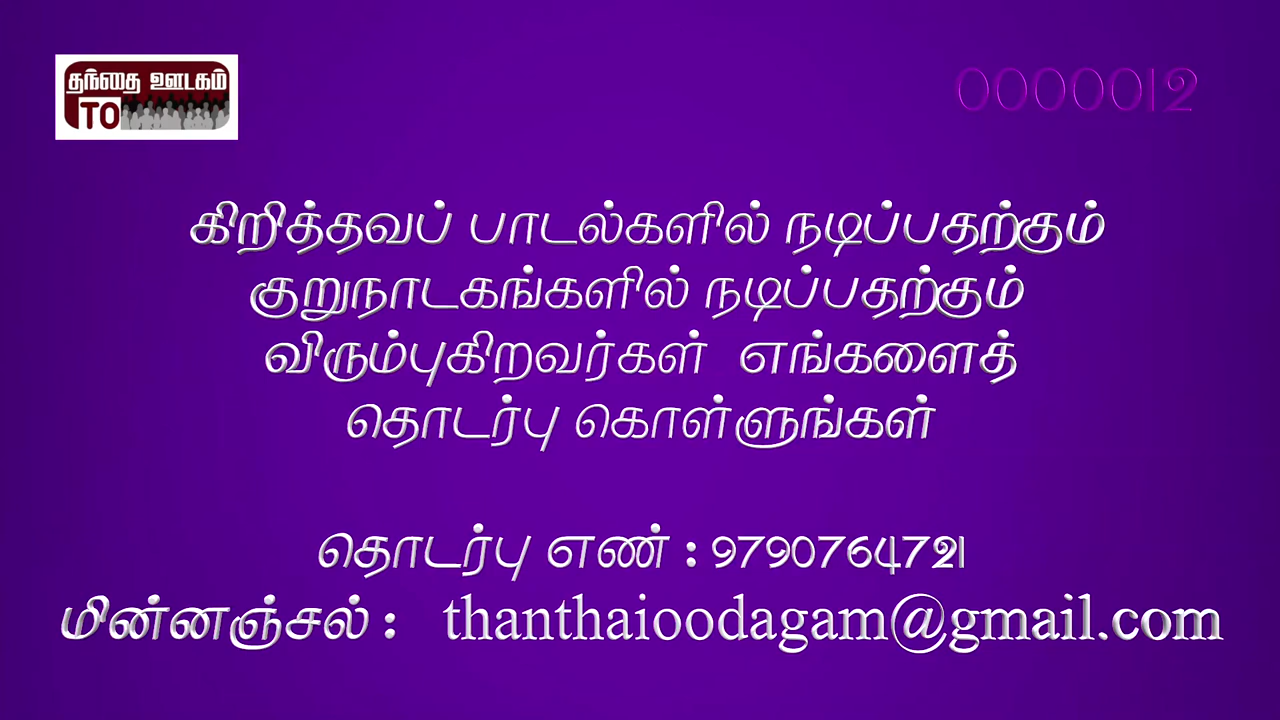 தந்தை ஊடகம்
TO
0000012
கிறித்தவப் பாடல்களில் நடிப்பதற்கும்
குறுநாடகங்களில் நடிப்பதற்கும்
விரும்புகிறவர்கள் எங்களைத்
தொடர்பு கொள்ளுங்கள்
தொடர்பு எண் : 9790764721
மின்னஞ்சல் : thanthaioodagam@gmail.com